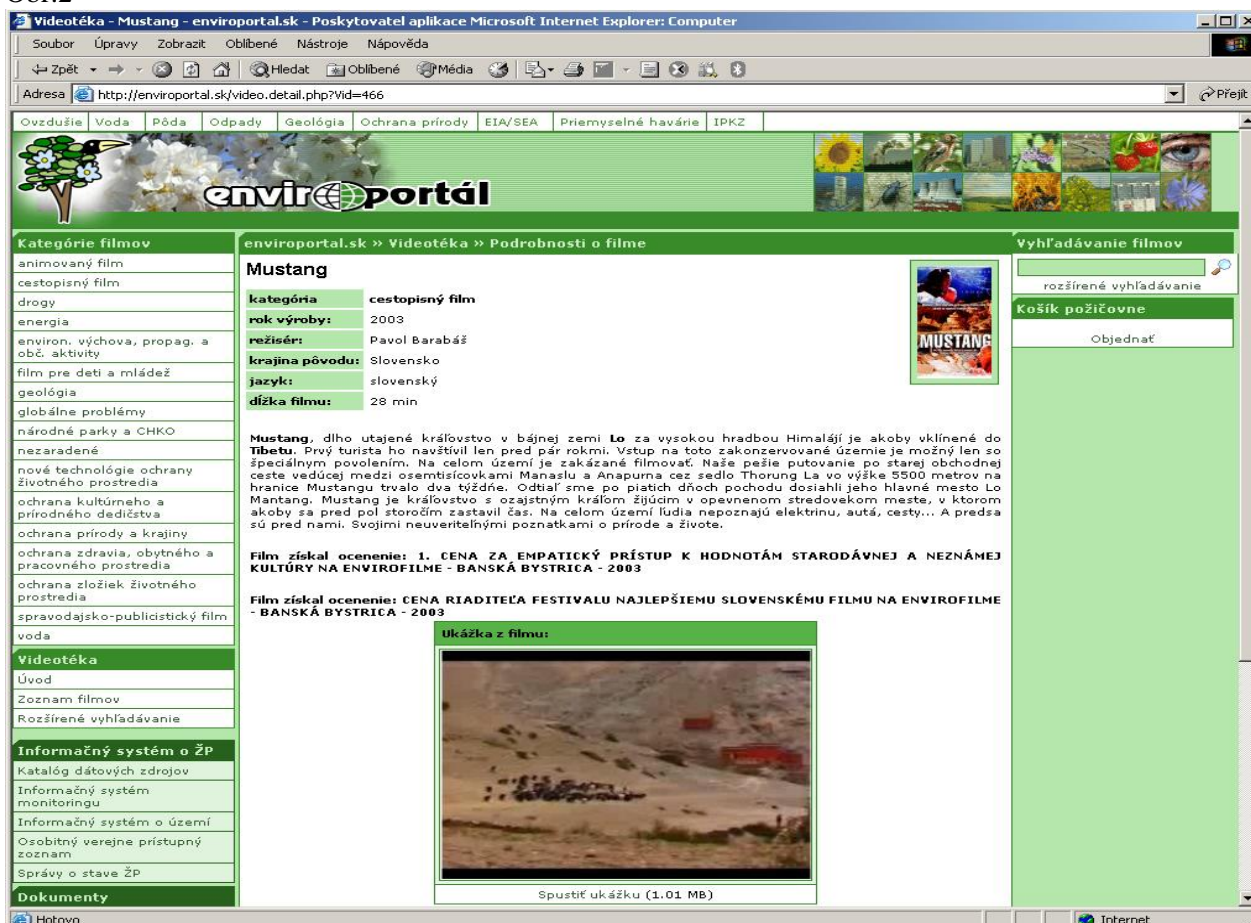 Obr.2
Videotéka - Mustang - enviroportal.sk - Poskytovatel aplikace Microsoft Internet Explorer: Computer
Soubor Úpravy Zobrazit Oblíbené Nástroje Nápověda
Zpět Hledat Oblíbené Média
Adresa http://enviroportal.sk/video.detail.php?Vid=466 Přejít
Ovzdušie Voda Pôda Odpady Geológia Ochrana prírody EIA/SEA Priemyselné havárie IPKZ
enviroportál
Kategórie filmov
animovaný film
cestopisný film
drogy
energia
environ. výchova, propag. a
obč. aktivity
film pre deti a mládež
geológia
globálne problémy
národné parky a CHKO
nezaradené
nové technológie ochrany
životného prostredia
ochrana kultúrneho a
prírodného dedičstva
ochrana prírody a krajiny
ochrana zdravia, obytného a
pracovného prostredia
ochrana zložiek životného
prostredia
spravodajsko-publicistický film
voda
Videotéka
Úvod
Zoznam filmov
Rozšírené vyhľadávanie
Informačný systém o ŽP
Katalóg dátových zdrojov
Informačný systém
monitoringu
Informačný systém o území
Osobitný verejne prístupný
zoznam
Správy o stave ŽP
Dokumenty
enviroportal.sk » Videotéka » Podrobnosti o filme
Mustang
kategória cestopisný film
rok výroby: 2003
režisér: Pavol Barabáš
krajina pôvodu: Slovensko
jazyk: slovenský
dĺžka filmu: 28 min
MUSTANG
Mustang, dlho utajené kráľovstvo v bájnej zemi Lo za vysokou hradbou Himalájí je akoby vklínené do
Tibetu. Prvý turista ho navštívil len pred pár rokmi. Vstup na toto zakonzervované územie je možný len so
špeciálnym povolením. Na celom území je zakázané filmovať. Naše pešie putovanie po starej obchodnej
ceste vedúcej medzi osemtisícovkami Manaslu a Anapurna cez sedlo Thorung La vo výške 5500 metrov na
hranice Mustangu trvalo dva týždne. Odtiaľ sme po piatich dňoch pochodu dosiahli jeho hlavné mesto Lo
Mantang. Mustang je kráľovstvo s ozajstným kráľom žijúcim v opevnenom stredovekom meste, v ktorom
akoby sa pred pol storočím zastavil čas. Na celom území ľudia nepoznajú elektrinu, autá, cesty... A predsa
sú pred nami. Svojimi neuveriteľnými poznatkami o prírode a živote.
Film získal ocenenie: 1. CENA ZA EMPATICKÝ PRÍSTUP K HODNOTÁM STARODÁVNEJ A NEZNÁMEJ
KULTÚRY NA ENVIROFILME - BANSKÁ BYSTRICA - 2003
Film získal ocenenie: CENA RIADITEĽA FESTIVALU NAJLEPŠIEMU SLOVENSKÉMU FILMU NA ENVIROFILME
- BANSKÁ BYSTRICA - 2003
Ukážka z filmu:
Spustiť ukážku (1.01 MB)
Vyhľadávanie filmov
rozšírené vyhľadávanie
Košík požičovne
Objednať
Hotovo Internet